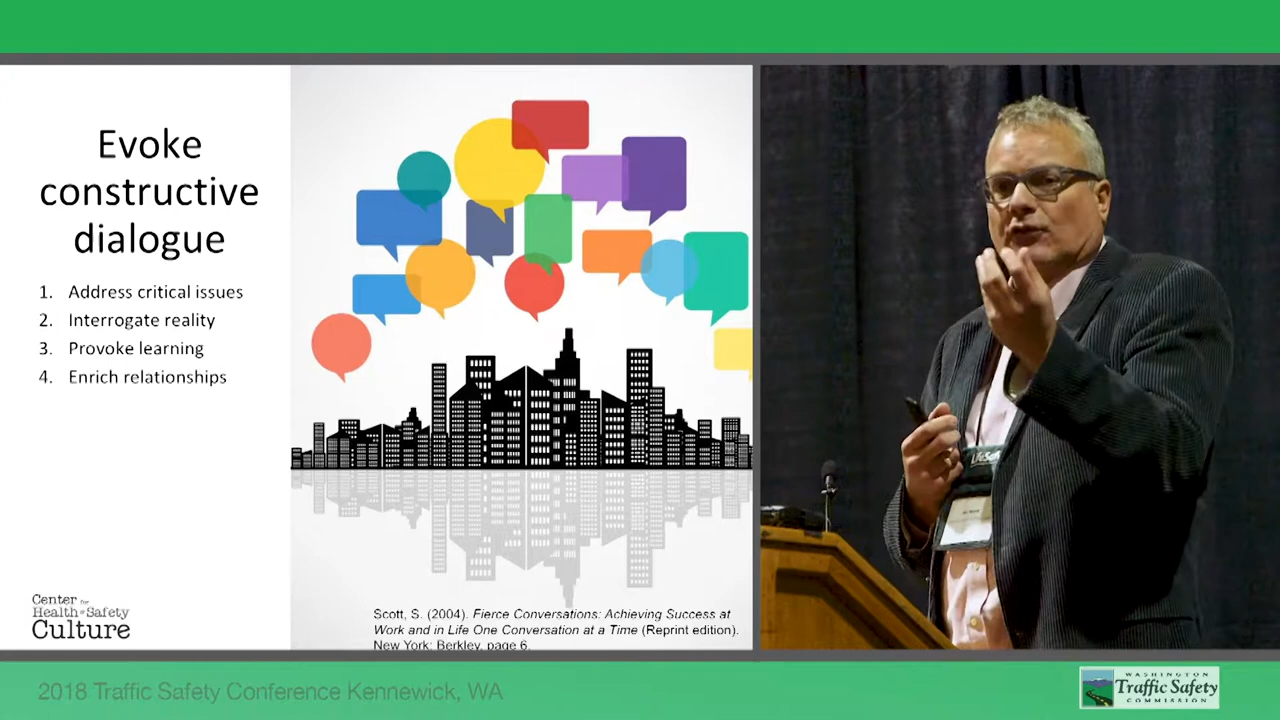 Evoke
constructive
dialogue
1. Address critical issues
2. Interrogate reality
3. Provoke learning
4. Enrich relationships
Center for
Health & Safety
Culture
Scott, S. (2004). Fierce Conversations: Achieving Success at
Work and in Life One Conversation at a Time (Reprint edition).
New York: Berkley, page 6.
LifeSaf
2018 Traffic Safety Conference Kennewick, WA
WASHINGTON
Traffic Safety
COMMISSION